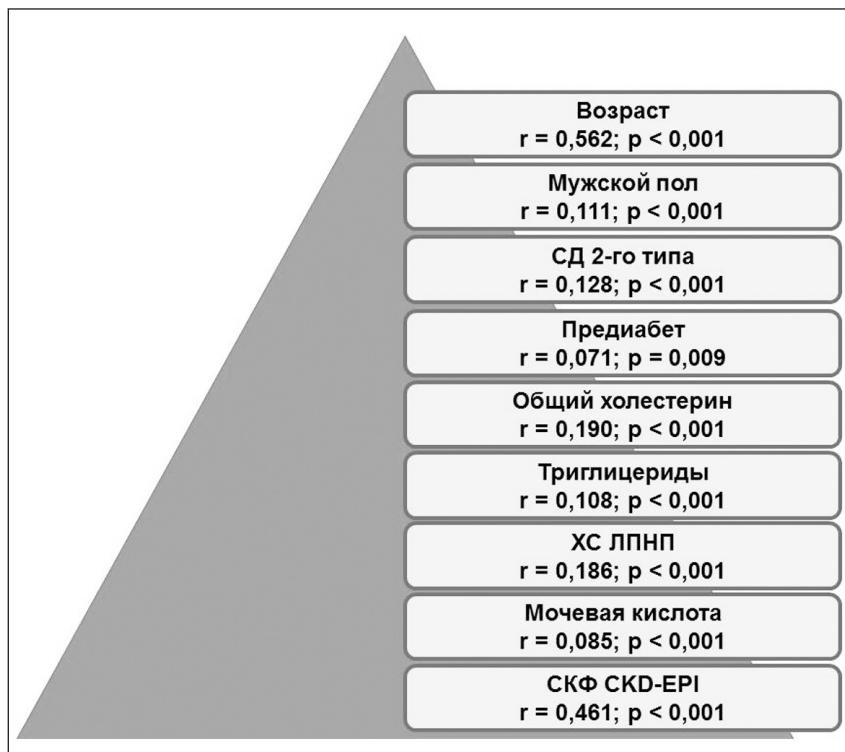 Возраст
r = 0,562; p < 0,001
Мужской пол
r = 0,111; p < 0,001
СД 2-го типа
r = 0,128; p < 0,001
Предиабет
r = 0,071; p = 0,009
Общий холестерин
r = 0,190; p < 0,001
Триглицериды
r = 0,108; p < 0,001
ХС ЛПНП
r = 0,186; p < 0,001
Мочевая кислота
r = 0,085; p < 0,001
СКФ CKD-EPI
r = 0,461; p < 0,001